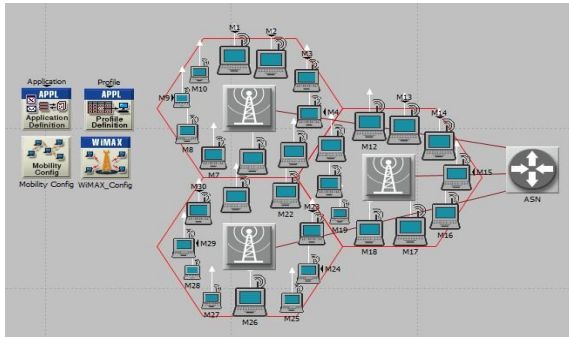 M1
M2
M3
M10
M9
M4
M8
M7
Application
Profile
APPL
APPL
Application
Definition
Profile
Definition
Mobility
Config
WiMAX
Mobility Config
WiMAX_Config
M13
M14
M12
M15
M16
M17
M18
M19
ASN
M30
M22
M23
M29
M24
M28
M27
M26
M25